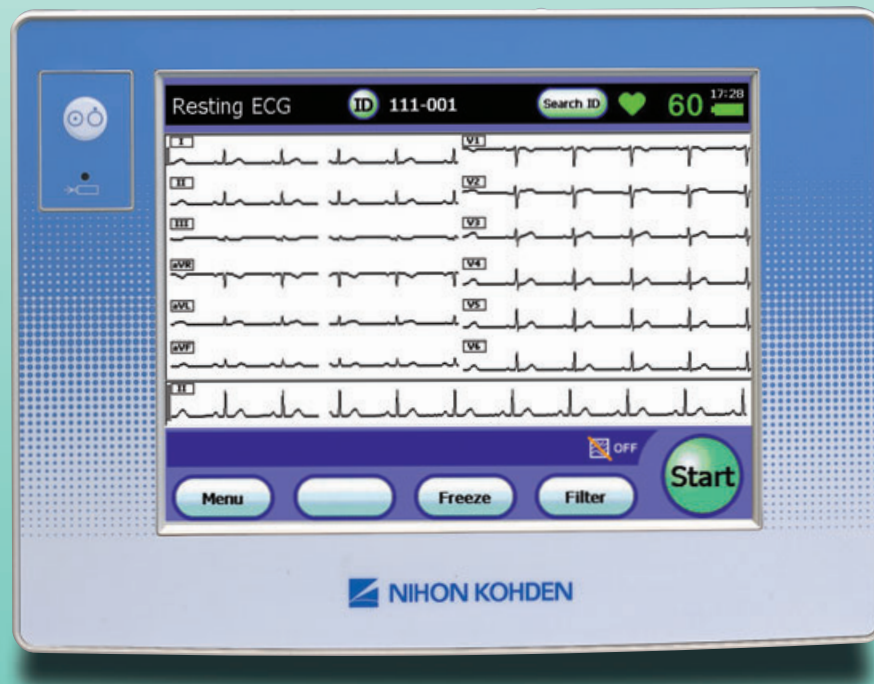 Resting ECG ID 111-001 Search ID 60 17:28
I V1
II V2
III V3
aVR V4
aVL V5
aVF V6
II
OFF
Menu Freeze Filter Start
NIHON KOHDEN